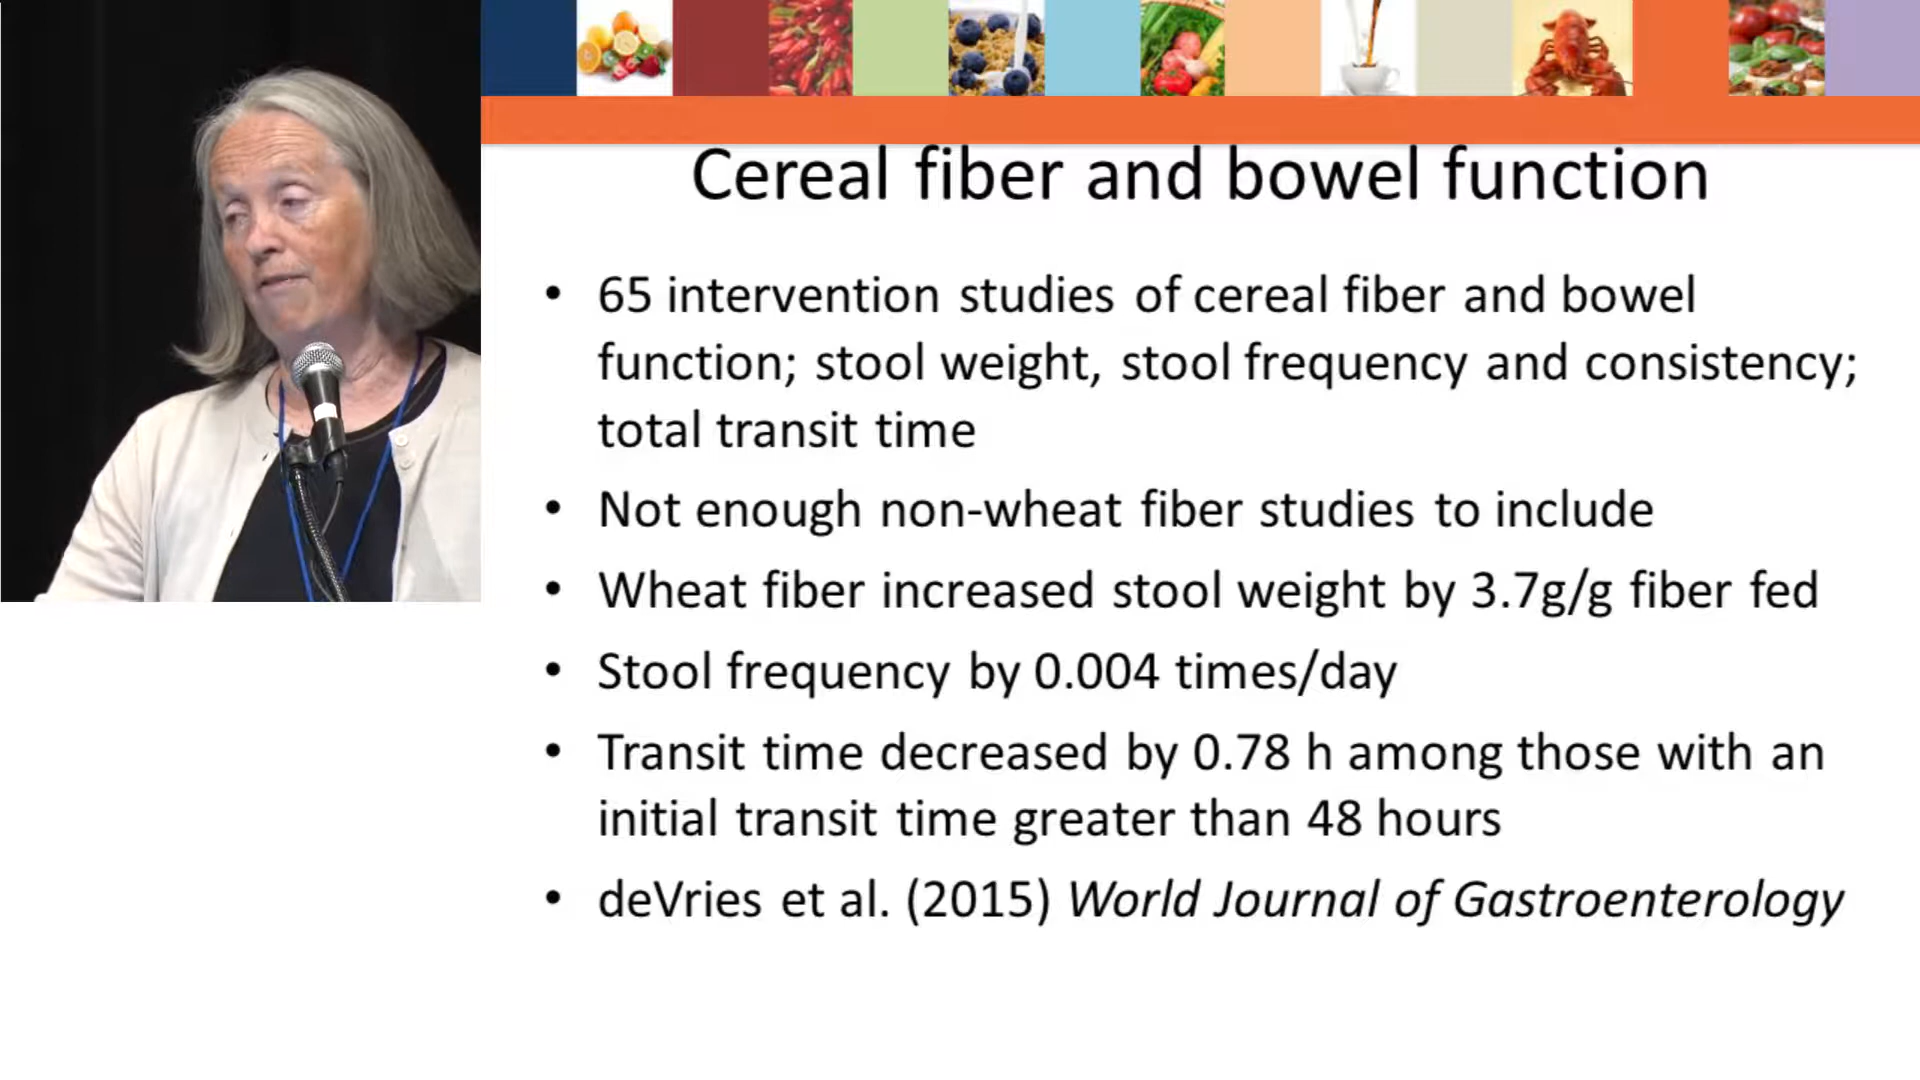 Cereal fiber and bowel function
• 65 intervention studies of cereal fiber and bowel
function; stool weight, stool frequency and consistency;
total transit time
• Not enough non-wheat fiber studies to include
• Wheat fiber increased stool weight by 3.7g/g fiber fed
• Stool frequency by 0.004 times/day
• Transit time decreased by 0.78 h among those with an
initial transit time greater than 48 hours
• deVries et al. (2015) World Journal of Gastroenterology